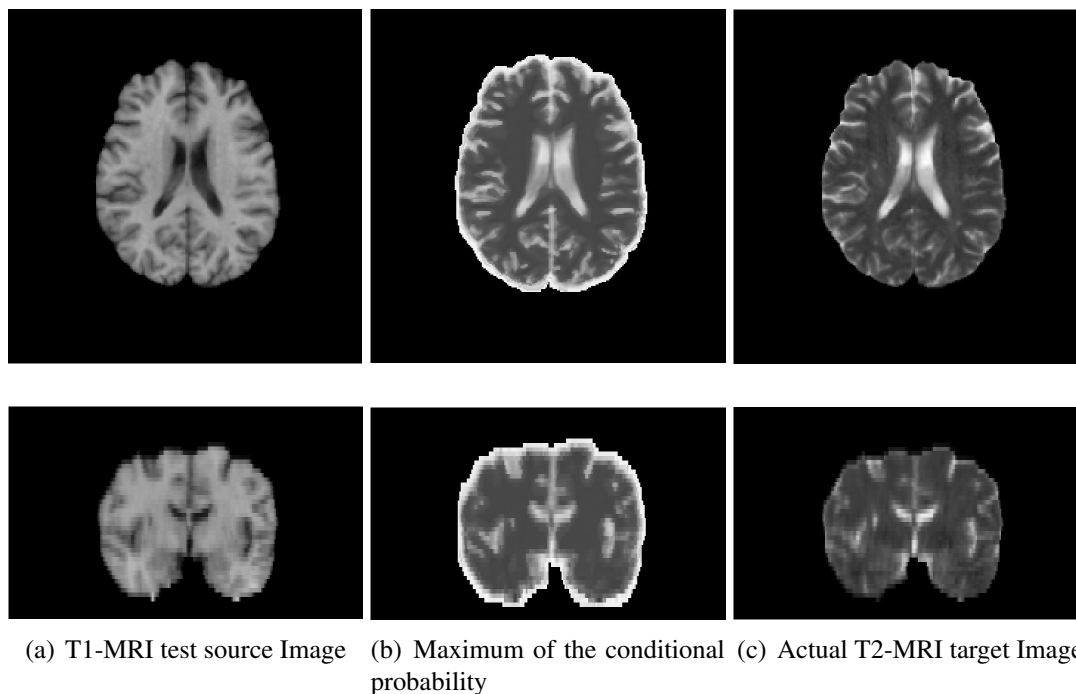 (a) T1-MRI test source Image
(b) Maximum of the conditional
probability
(c) Actual T2-MRI target Image